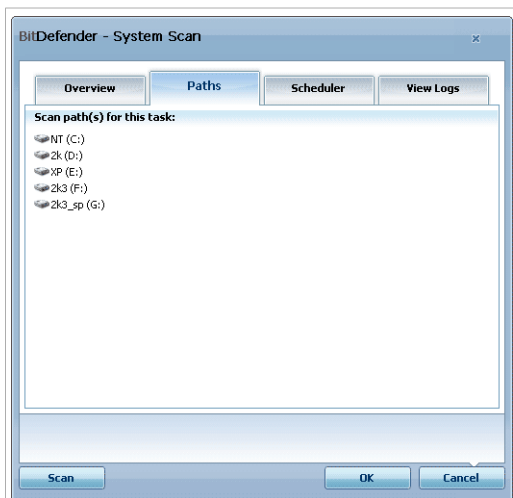 BitDefender - System Scan
x
Overview Paths Scheduler View Logs
Scan path(s) for this task:
NT (C:)
2k (D:)
XP (E:)
2k3 (F:)
2k3_sp (G:)
Scan OK Cancel